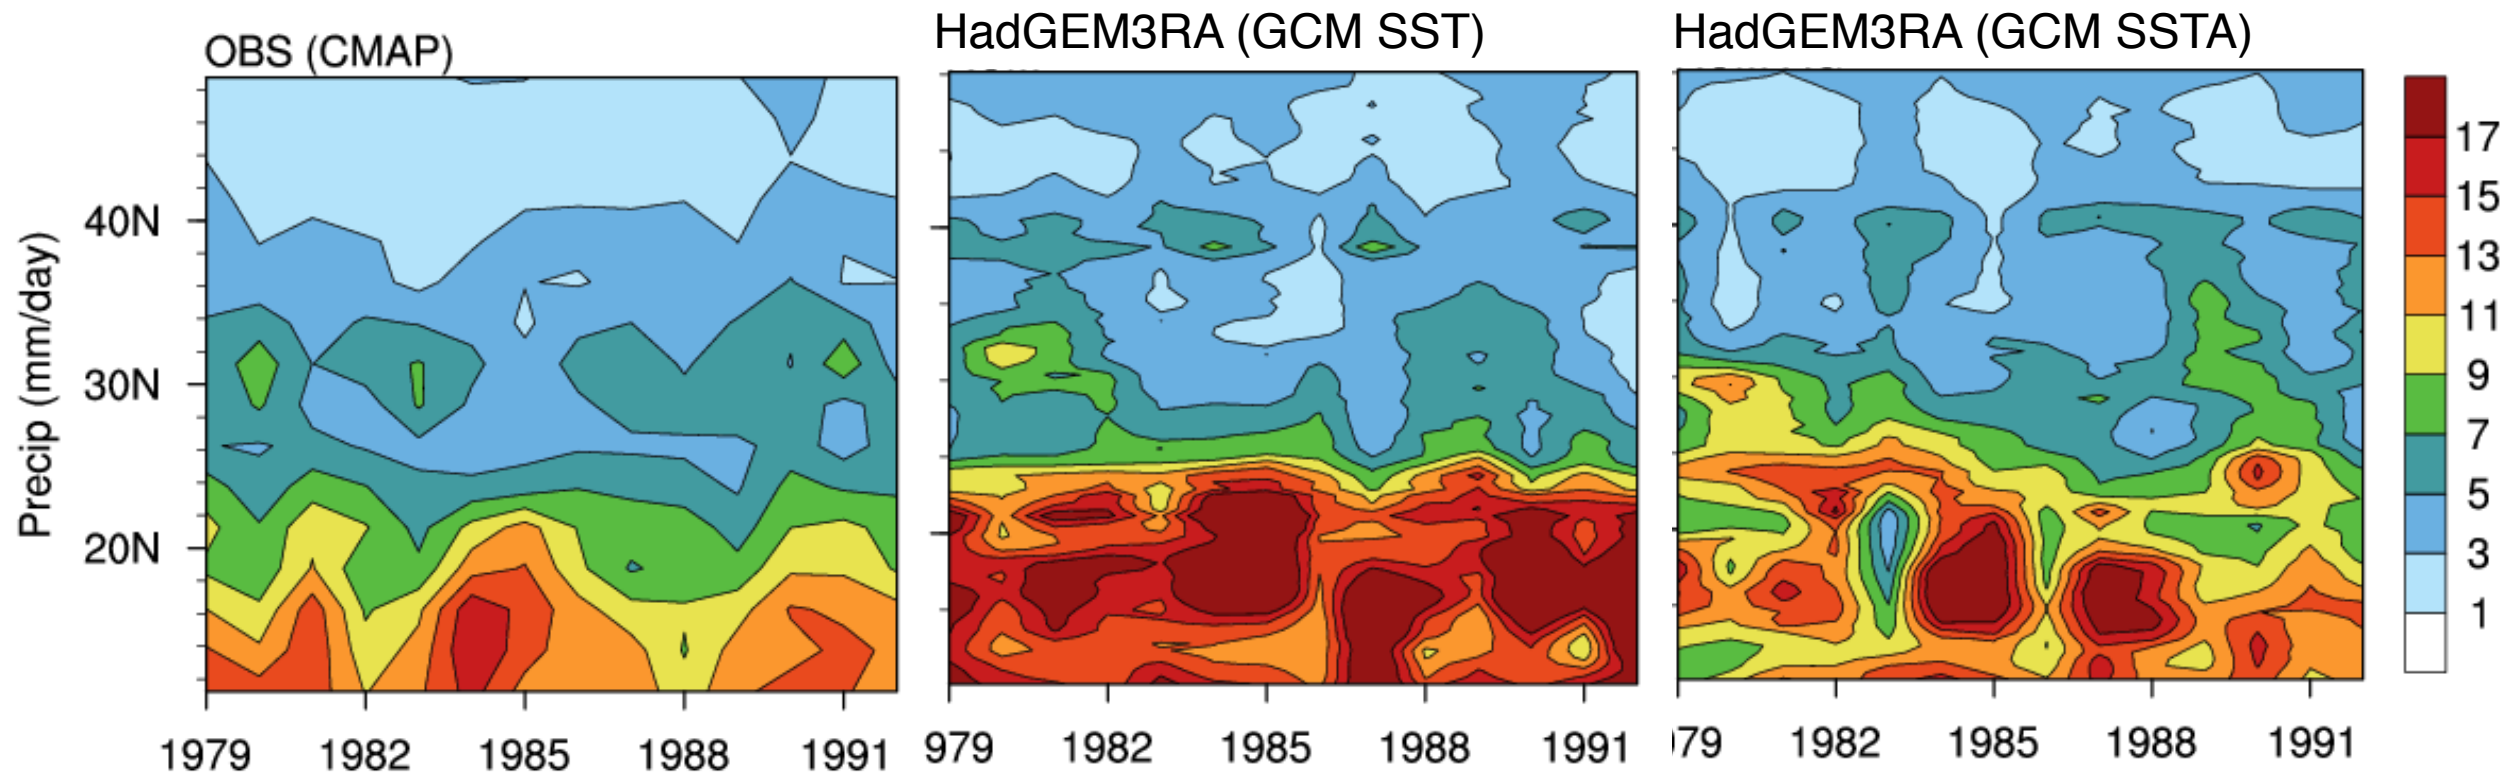 OBS (CMAP)
HadGEM3RA (GCM SST)
HadGEM3RA (GCM SSTA)
Precip (mm/day)
40N
30N
20N
1979 1982 1985 1988 1991
979 1982 1985 1988 1991
79 1982 1985 1988 1991
17
15
13
11
9
7
5
3
1